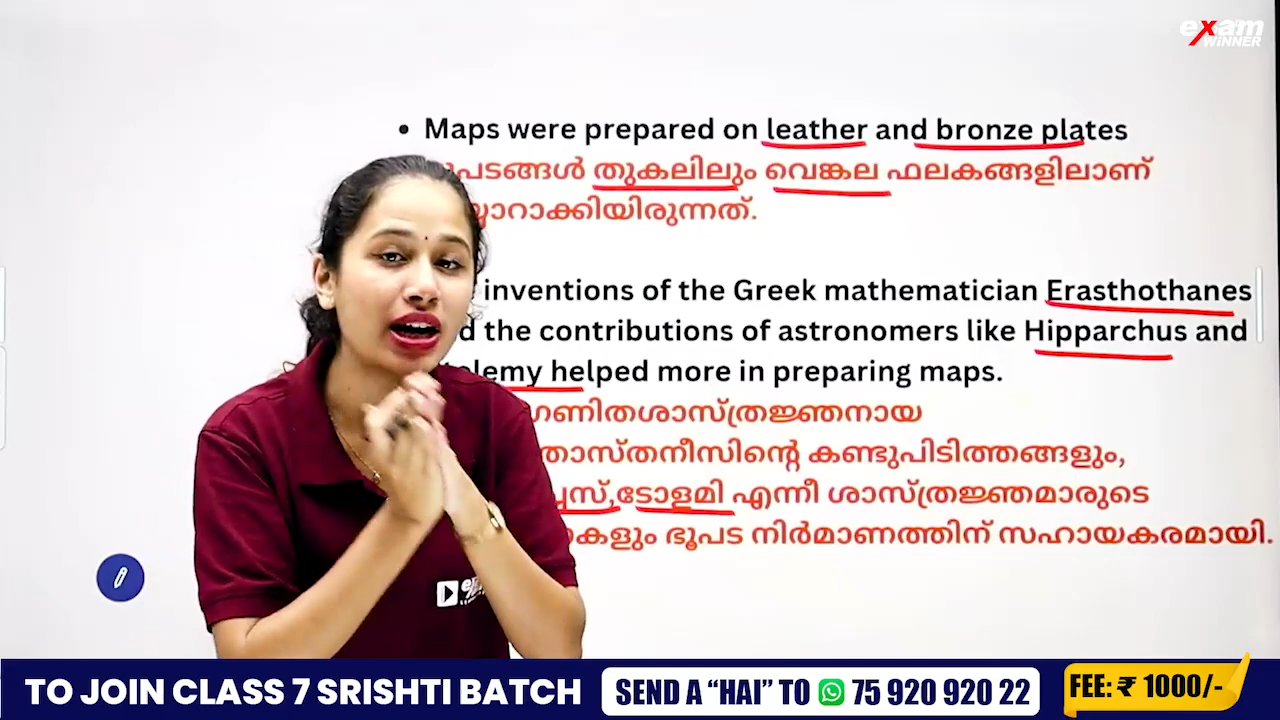 exam
WINNER
• Maps were prepared on leather and bronze plates
പടങ്ങൾ തുകലിലും വെങ്കല ഫലകങ്ങളിലാണ്
യ്യാറാക്കിയിരുന്നത്.
inventions of the Greek mathematician Erasthothanes
d the contributions of astronomers like Hipparchus and
olemy helped more in preparing maps.
ഗണിതശാസ്ത്രജ്ഞനായ
താസ്തനീസിന്റെ കണ്ടുപിടിത്തങ്ങളും,
സ്,ടോളമി എന്നീ ശാസ്ത്രജ്ഞമാരുടെ
കളും ഭൂപട നിർമാണത്തിന് സഹായകരമായി.
TO JOIN CLASS 7 SRISHTI BATCH
SEND A “HAI” TO 75 920 920 22
FEE: ₹ 1000/-